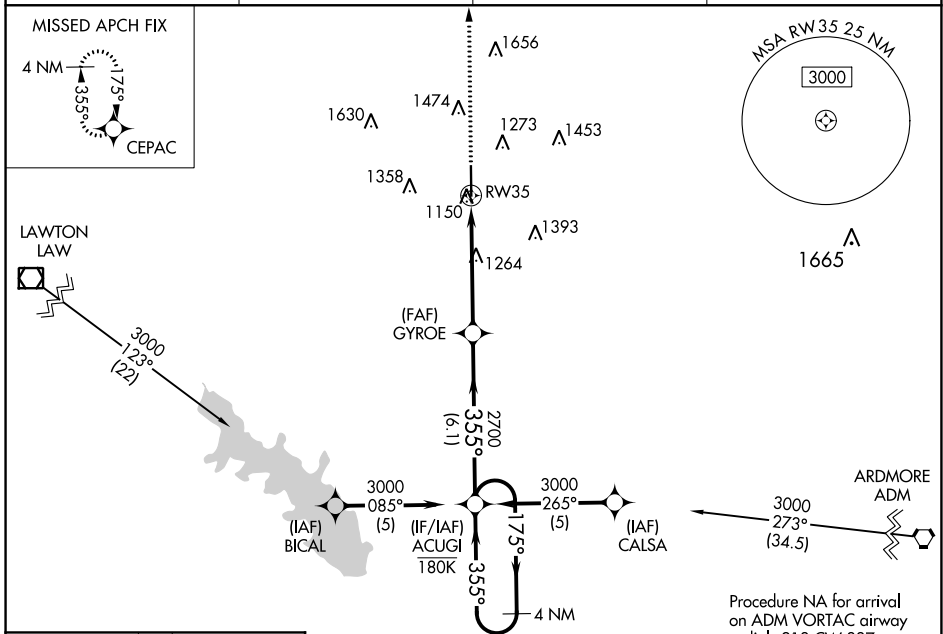 MISSED APCH FIX
4 NM
175°
355°
CEPAC
1656
1474
1630
1273
1453
1358
RW35
1150
1393
1264
MSA RW35 25 NM
3000
1665
LAWTON
LAW
3000
123°
(22)
(FAF)
GYROE
2700
355°
(6.1)
3000
085°
(5)
(IAF)
BICAL
(IF/IAF)
ACUGI
180K
3000
265°
(5)
(IAF)
CALSA
175°
355°
4 NM
ARDMORE
ADM
3000
273°
(34.5)
Procedure NA for arrival
on ADM VORTAC airway